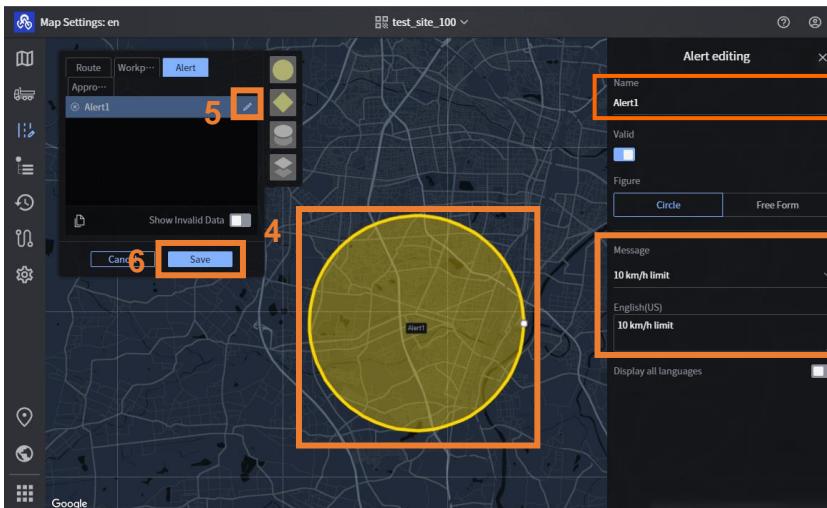 Map Settings: en
test_site_100
Route Workp… Alert
Appro…
Alert1
5
Show Invalid Data
4
Save
6
Alert1
Google
Alert editing
Name
Alert1
Valid
Figure
Circle Free Form
Message
10 km/h limit
English(US)
10 km/h limit
Display all languages